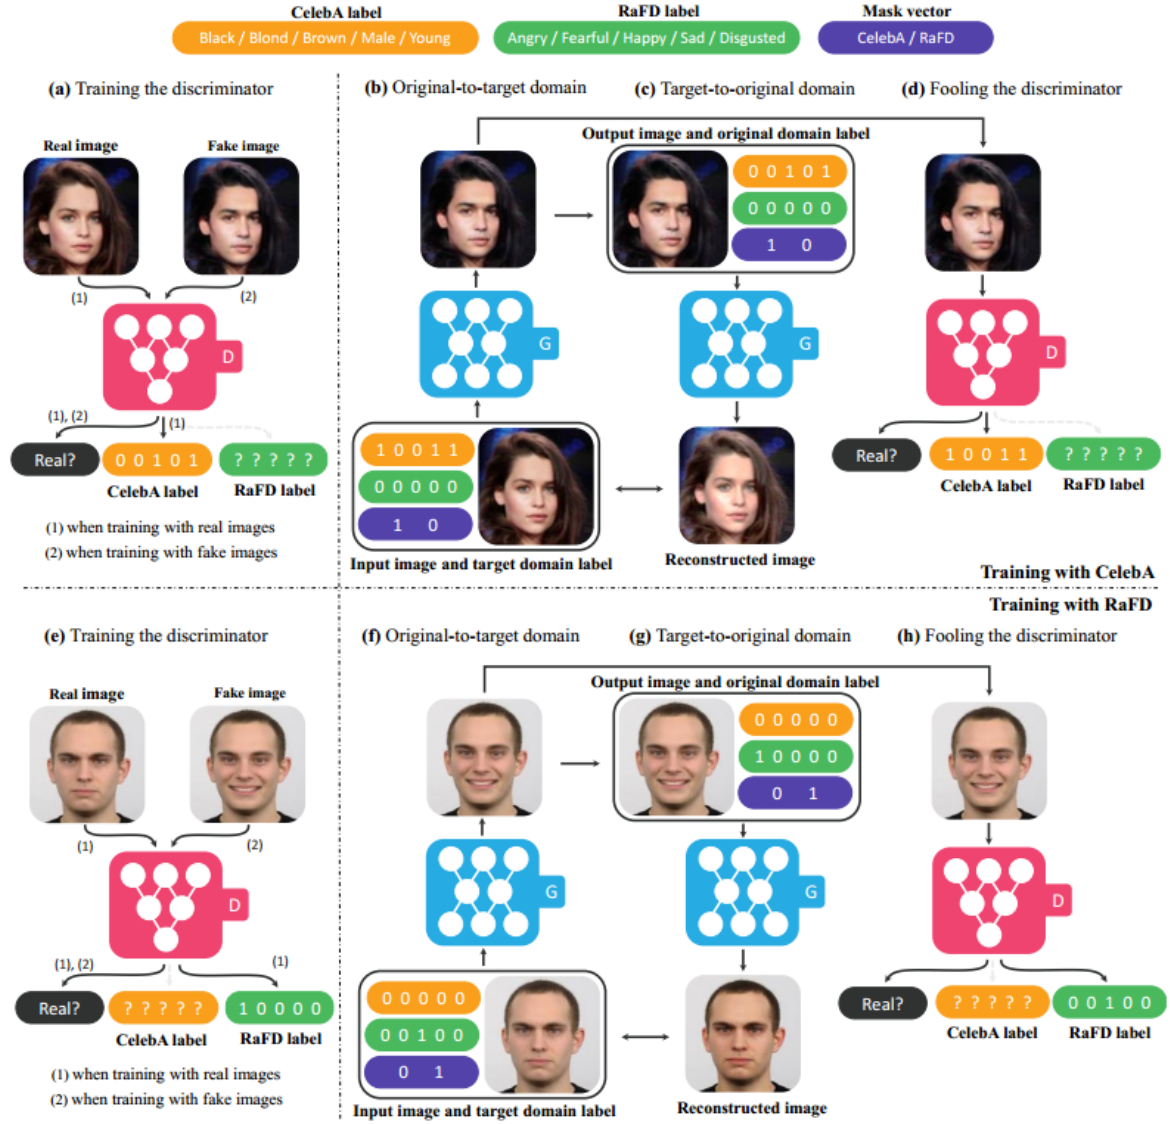 CelebA label
RaFD label
Mask vector
Black / Blond / Brown / Male / Young
Angry / Fearful / Happy / Sad / Disgusted
CelebA / RaFD
(a) Training the discriminator
(b) Original-to-target domain
(c) Target-to-original domain
(d) Fooling the discriminator
Real image
Fake image
Output image and original domain label
0 0 1 0 1
0 0 0 0 0
1 0
(1)
(2)
D
G
G
D
(1), (2)
(1)
Real?
0 0 1 0 1
? ? ? ? ?
CelebA label
RaFD label
(1) when training with real images
(2) when training with fake images
1 0 0 1 1
0 0 0 0 0
1 0
Input image and target domain label
Reconstructed image
Real?
1 0 0 1 1
? ? ? ? ?
CelebA label
RaFD label
Training with CelebA
Training with RaFD
(e) Training the discriminator
(f) Original-to-target domain
(g) Target-to-original domain
(h) Fooling the discriminator
Real image
Fake image
Output image and original domain label
0 0 0 0 0
1 0 0 0 0
0 1
(1)
(2)
D
G
G
D
(1), (2)
(1)
Real?
? ? ? ? ?
1 0 0 0 0
CelebA label
RaFD label
(1) when training with real images
(2) when training with fake images
0 0 0 0 0
0 0 1 0 0
0 1
Input image and target domain label
Reconstructed image
Real?
? ? ? ? ?
0 0 1 0 0
CelebA label
RaFD label